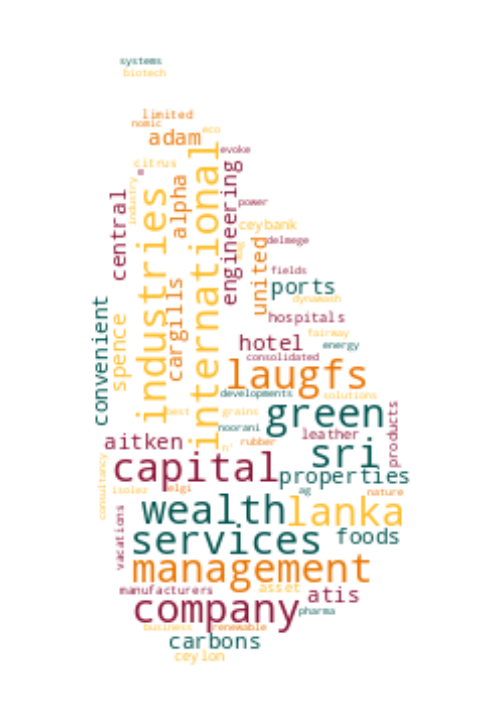 systems
biotech
limited
nomic
eco
adam
evoke
citrus
industry
central
alpha
industries
international
engineering
power
ceybank
united
delmege
fields
ports
dynawash
hospitals
convenient
spence
cargills
fairway
hotel
energy
consolidated
laugfs
developments
solutions
best
grains
green
products
noorani
leather
aitken
n'
rubber
sri
capital
properties
consultancy
isolez
elgi
ag
nature
wealth
lanka
vacations
services
foods
management
manufacturers
asset
atis
company
pharma
business
renewable
carbons
ceylon